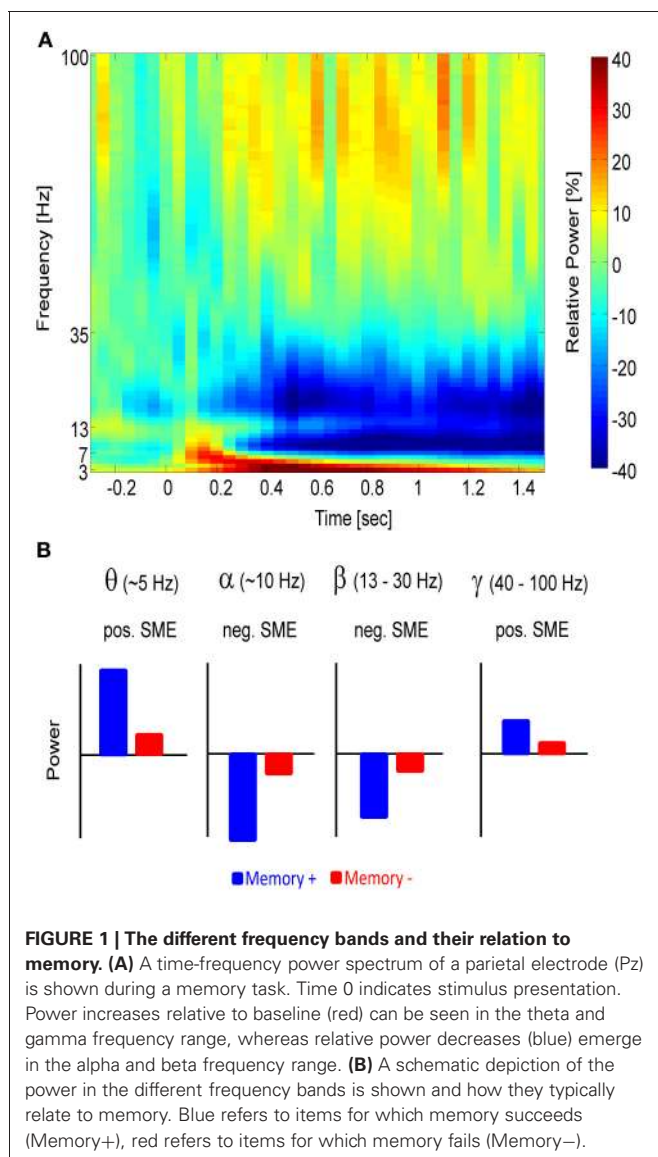 A
100
35
13
7
3
Frequency [Hz]
-0.2 0 0.2 0.4 0.6 0.8 1 1.2 1.4
Time [sec]
40
30
20
10
0
-10
-20
-30
-40
Relative Power [%]
B
θ (~5 Hz) α (~10 Hz) β (13 - 30 Hz) γ (40 - 100 Hz)
pos. SME neg. SME neg. SME pos. SME
Power
Memory + Memory -
FIGURE 1 | The different frequency bands and their relation to
memory. (A) A time-frequency power spectrum of a parietal electrode (Pz)
is shown during a memory task. Time 0 indicates stimulus presentation.
Power increases relative to baseline (red) can be seen in the theta and
gamma frequency range, whereas relative power decreases (blue) emerge
in the alpha and beta frequency range. (B) A schematic depiction of the
power in the different frequency bands is shown and how they typically
relate to memory. Blue refers to items for which memory succeeds
(Memory+), red refers to items for which memory fails (Memory−).